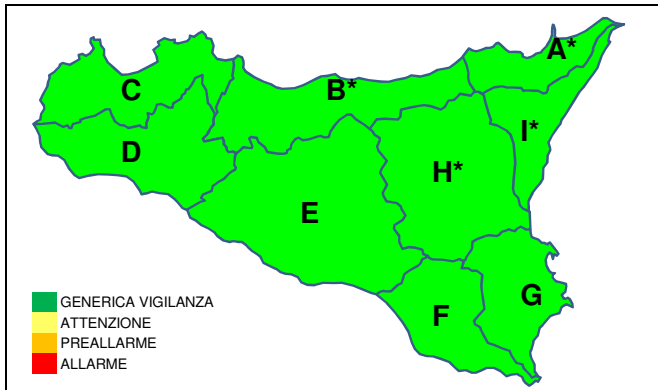 A*
B*
C
I*
D
H*
E
G
F
GENERICA VIGILANZA
ATTENZIONE
PREALLARME
ALLARME